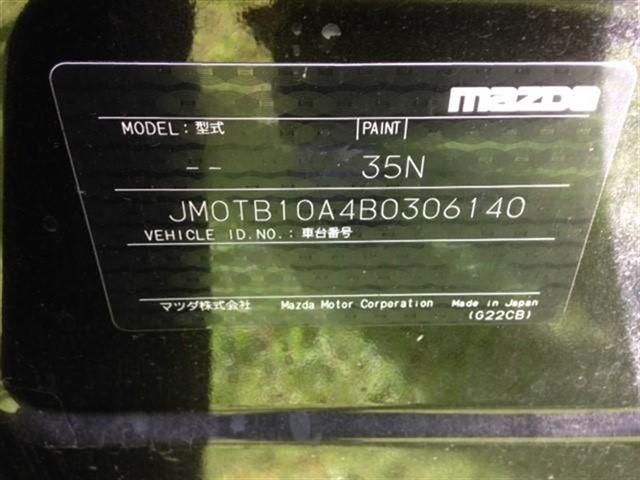 mazda
MODEL: 型式 PAINT
-- 35N
JM0TB10A4B0306140
VEHICLE ID.NO.: 車台番号
マツダ株式会社 Mazda Motor Corporation Made in Japan
(G22CB)